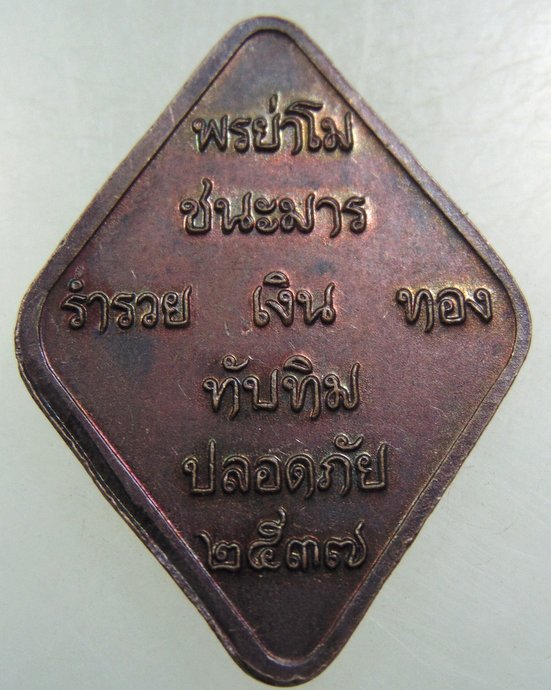 พรย่าโม
ชนะมาร
ร่ำรวย เงิน ทอง
ทับทิม
ปลอดภัย
๒๕๓๗